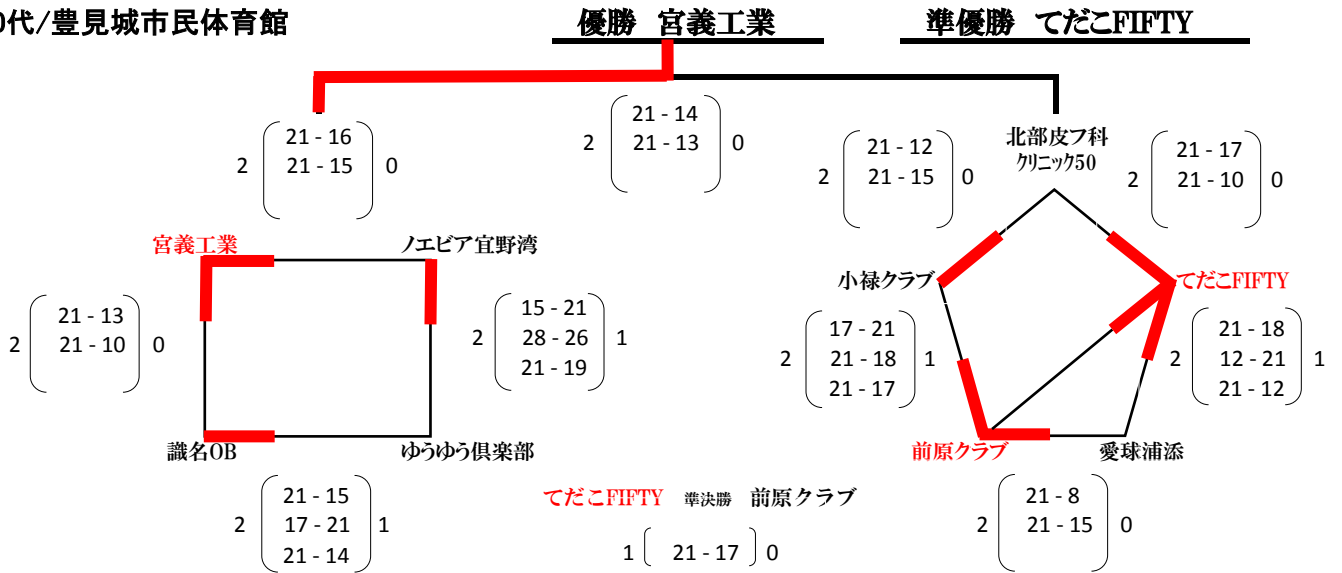 0代/豊見城市民体育館
優勝 宮義工業
準優勝 てだこFIFTY
21 - 16
2 21 - 15 0
21 - 14
2 21 - 13 0
北部皮フ科
クリニック50
21 - 12
2 21 - 15 0
21 - 17
2 21 - 10 0
宮義工業
ノエビア宜野湾
小禄クラブ
てだこFIFTY
21 - 13
2 21 - 10 0
15 - 21
2 28 - 26 1
21 - 19
17 - 21
2 21 - 18 1
21 - 17
21 - 18
2 12 - 21 1
21 - 12
識名OB
ゆうゆう倶楽部
前原クラブ
愛球浦添
21 - 15
2 17 - 21 1
21 - 14
てだこFIFTY 準決勝 前原クラブ
1 21 - 17 0
21 - 8
2 21 - 15 0